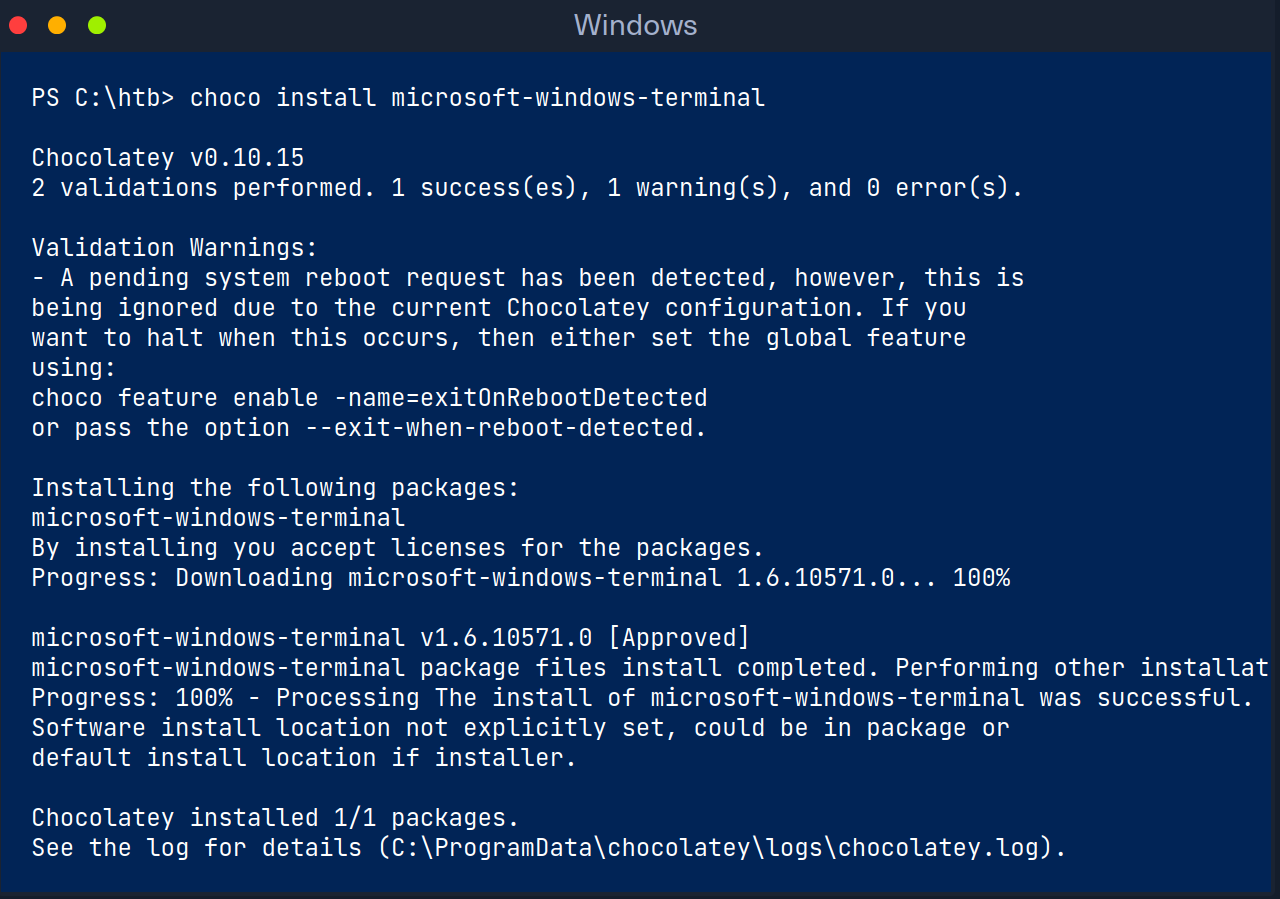 Windows
PS C:\htb> choco install microsoft-windows-terminal
Chocolatey v0.10.15
2 validations performed. 1 success(es), 1 warning(s), and 0 error(s).
Validation Warnings:
- A pending system reboot request has been detected, however, this is
being ignored due to the current Chocolatey configuration. If you
want to halt when this occurs, then either set the global feature
using:
choco feature enable -name=exitOnRebootDetected
or pass the option --exit-when-reboot-detected.
Installing the following packages:
microsoft-windows-terminal
By installing you accept licenses for the packages.
Progress: Downloading microsoft-windows-terminal 1.6.10571.0... 100%
microsoft-windows-terminal v1.6.10571.0 [Approved]
microsoft-windows-terminal package files install completed. Performing other installat
Progress: 100% - Processing The install of microsoft-windows-terminal was successful.
Software install location not explicitly set, could be in package or
default install location if installer.
Chocolatey installed 1/1 packages.
See the log for details (C:\ProgramData\chocolatey\logs\chocolatey.log).